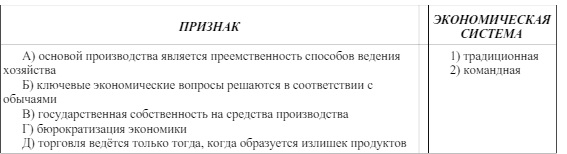 ПРИЗНАК
ЭКОНОМИЧЕСКАЯ
СИСТЕМА
А) основой производства является преемственность способов ведения
хозяйства
Б) ключевые экономические вопросы решаются в соответствии с
обычаями
В) государственная собственность на средства производства
Г) бюрократизация экономики
Д) торговля ведётся только тогда, когда образуется излишек продуктов
1) традиционная
2) командная